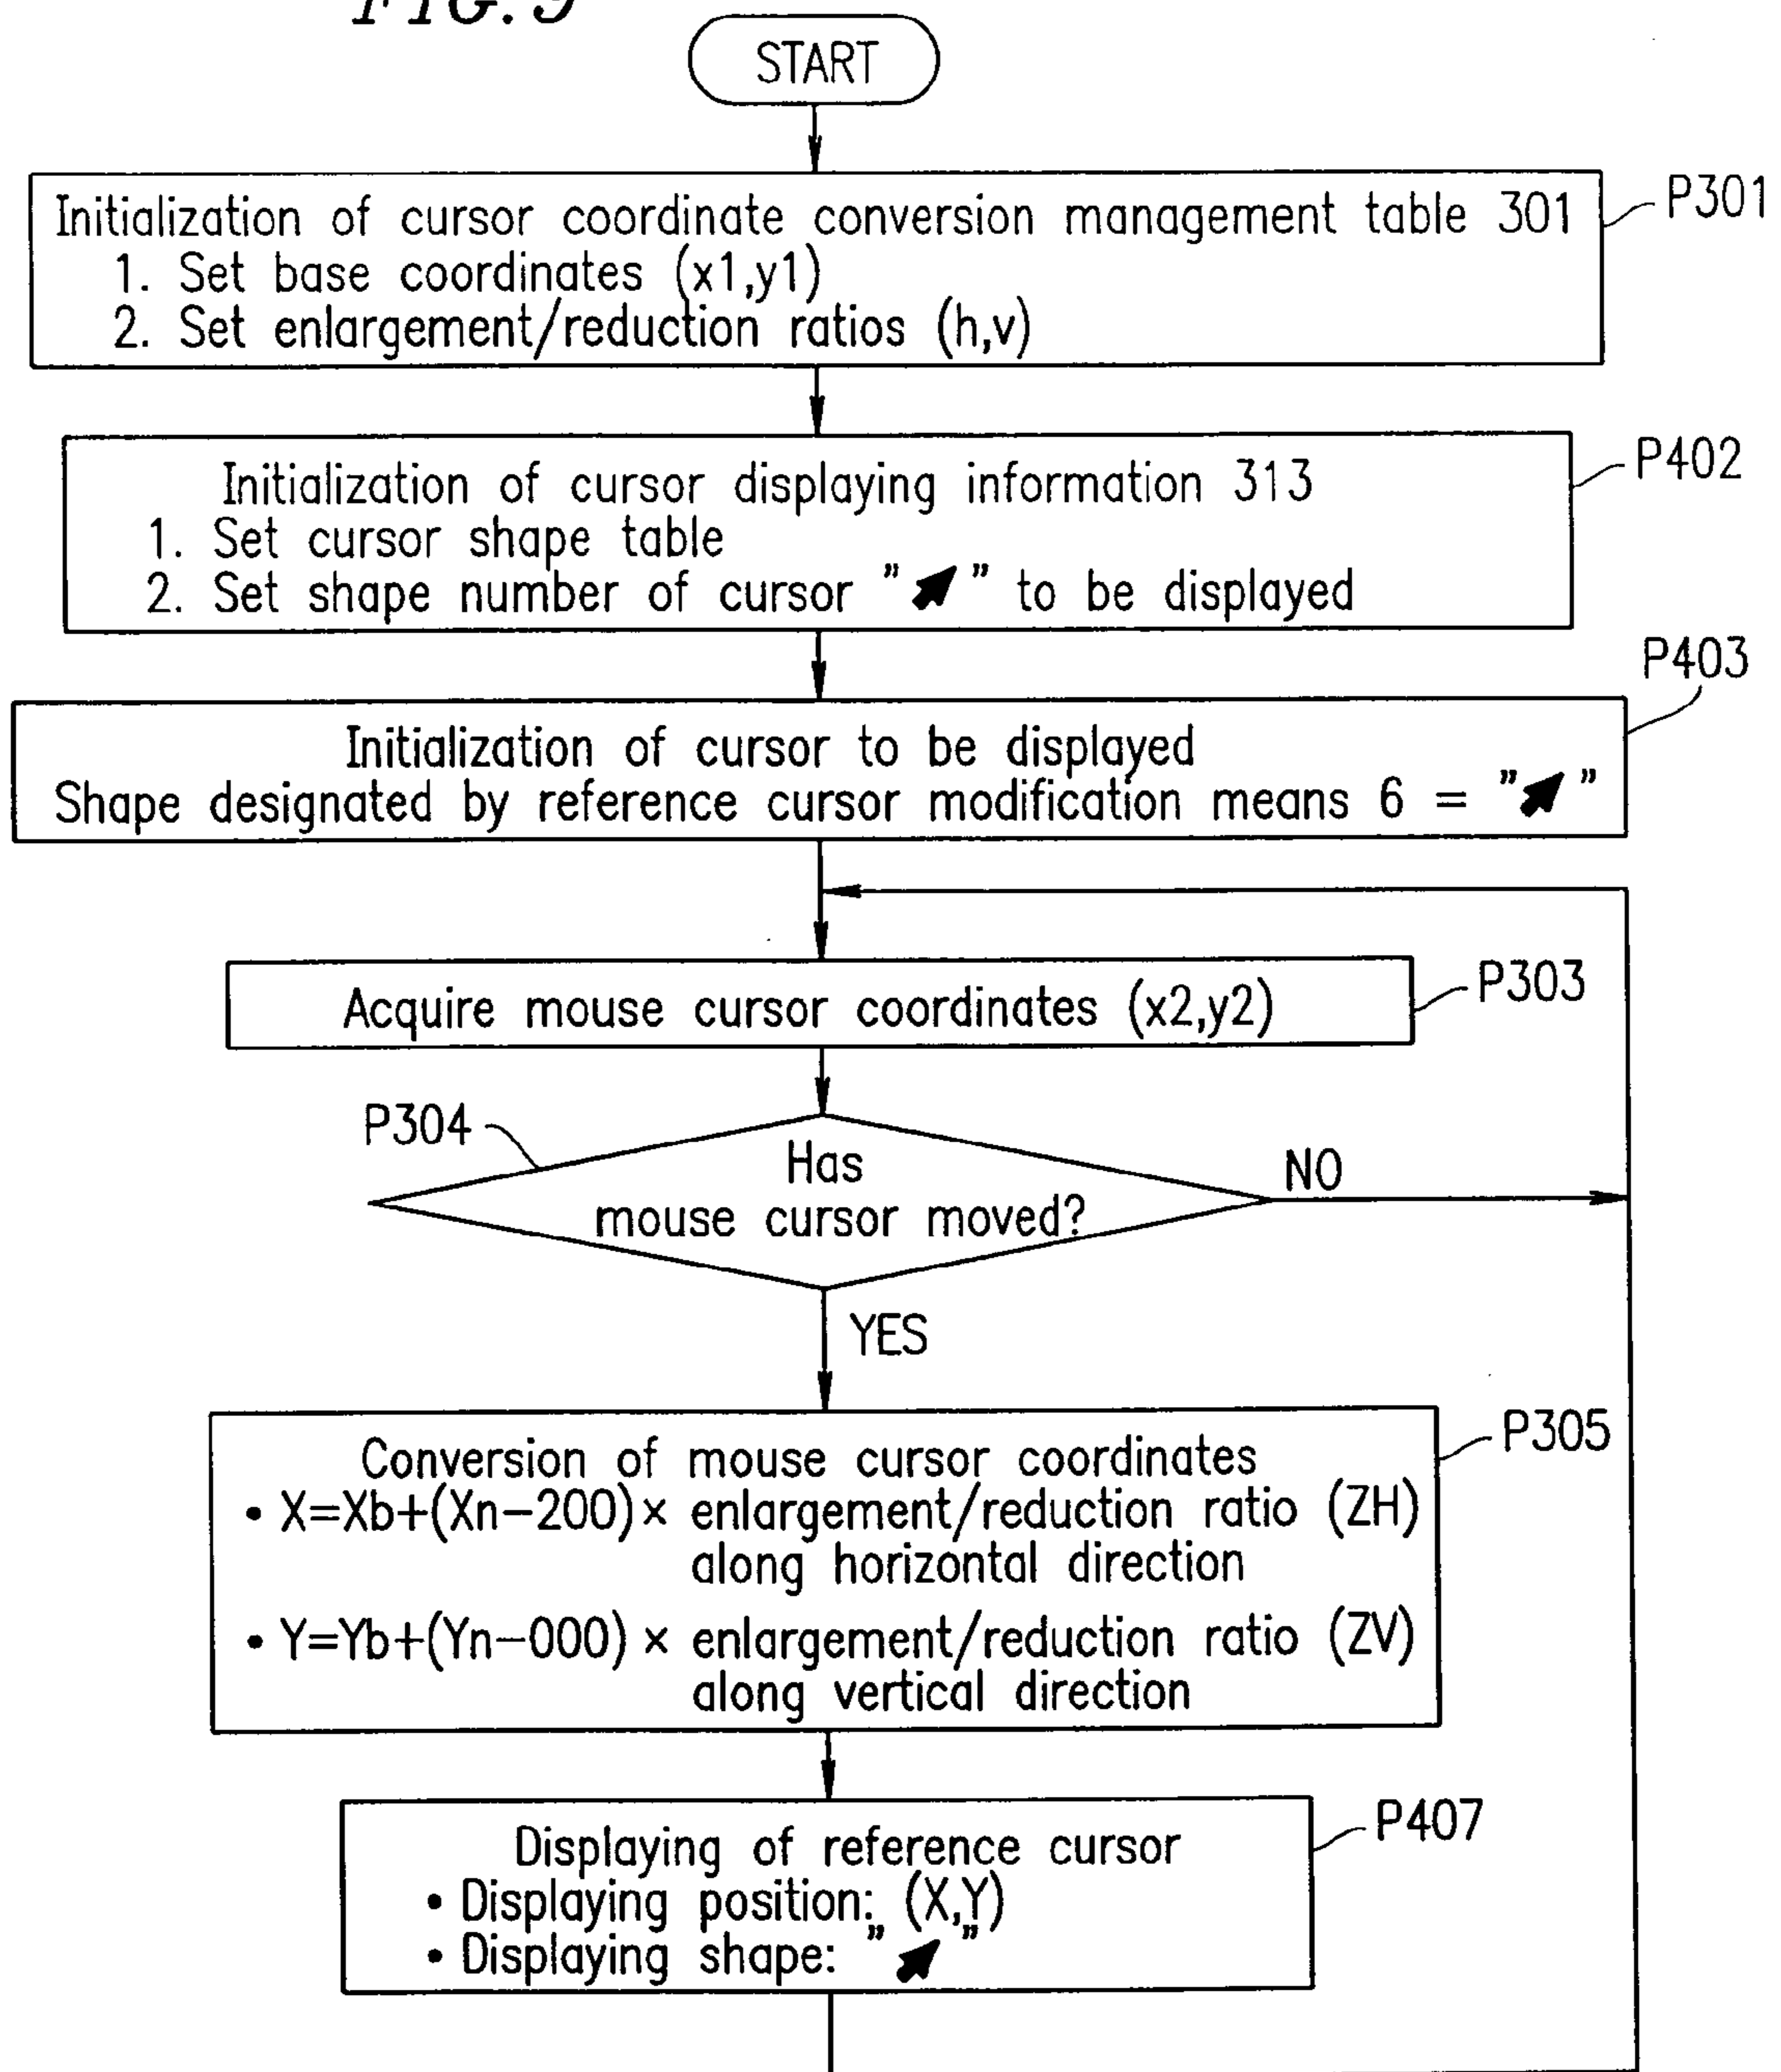 FIG. 9
START
Initialization of cursor coordinate conversion management table 301
1. Set base coordinates (x1,y1)
2. Set enlargement/reduction ratios (h,v)
P301
Initialization of cursor displaying information 313
1. Set cursor shape table
2. Set shape number of cursor " " to be displayed
P402
P403
Initialization of cursor to be displayed
Shape designated by reference cursor modification means 6 = " "
Acquire mouse cursor coordinates (x2,y2)
P303
P304
Has
mouse cursor moved?
NO
YES
P305
Conversion of mouse cursor coordinates
• X=Xb+(Xn-200)× enlargement/reduction ratio (ZH)
along horizontal direction
• Y=Yb+(Yn-000)× enlargement/reduction ratio (ZV)
along vertical direction
P407
Displaying of reference cursor
• Displaying position: (X,Y)
• Displaying shape: " "